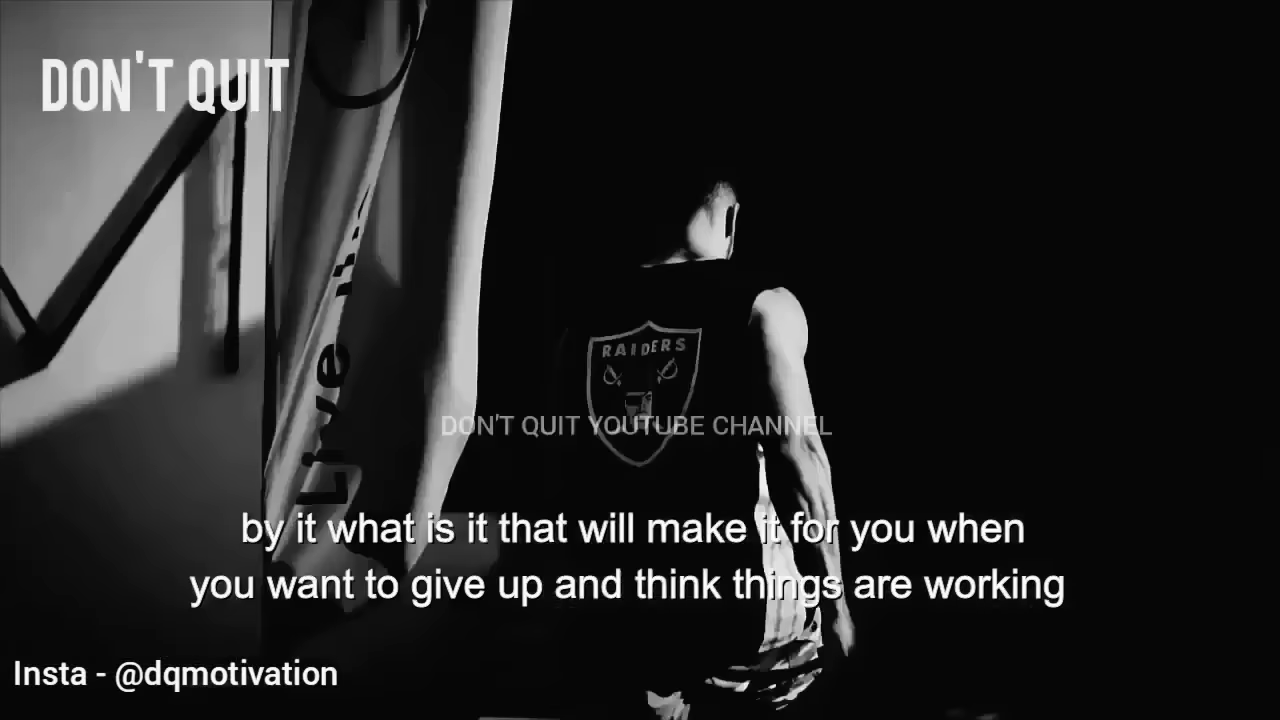 DON'T QUIT
Live
RAIDERS
DON'T QUIT YOUTUBE CHANNEL
by it what is it that will make it for you when
you want to give up and think things are working
Insta - @dqmotivation